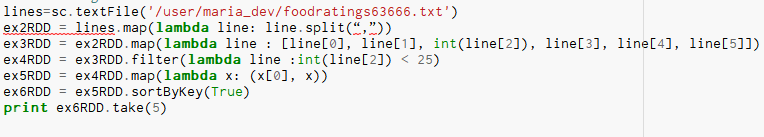 lines=sc.textFile('/user/maria_dev/foodratings63666.txt')
ex2RDD = lines.map(lambda line: line.split(“,”))
ex3RDD = ex2RDD.map(lambda line : [line[0], line[1], int(line[2]), line[3], line[4], line[5]])
ex4RDD = ex3RDD.filter(lambda line :int(line[2]) < 25)
ex5RDD = ex4RDD.map(lambda x: (x[0], x))
ex6RDD = ex5RDD.sortByKey(True)
print ex6RDD.take(5)